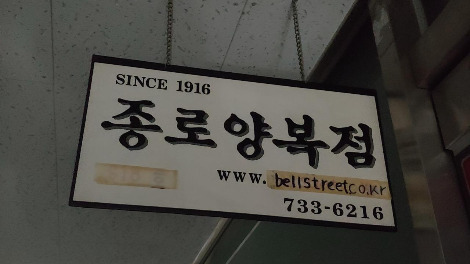 SINCE 1916
종로양복점
www.bellstreetco.kr
733-6216